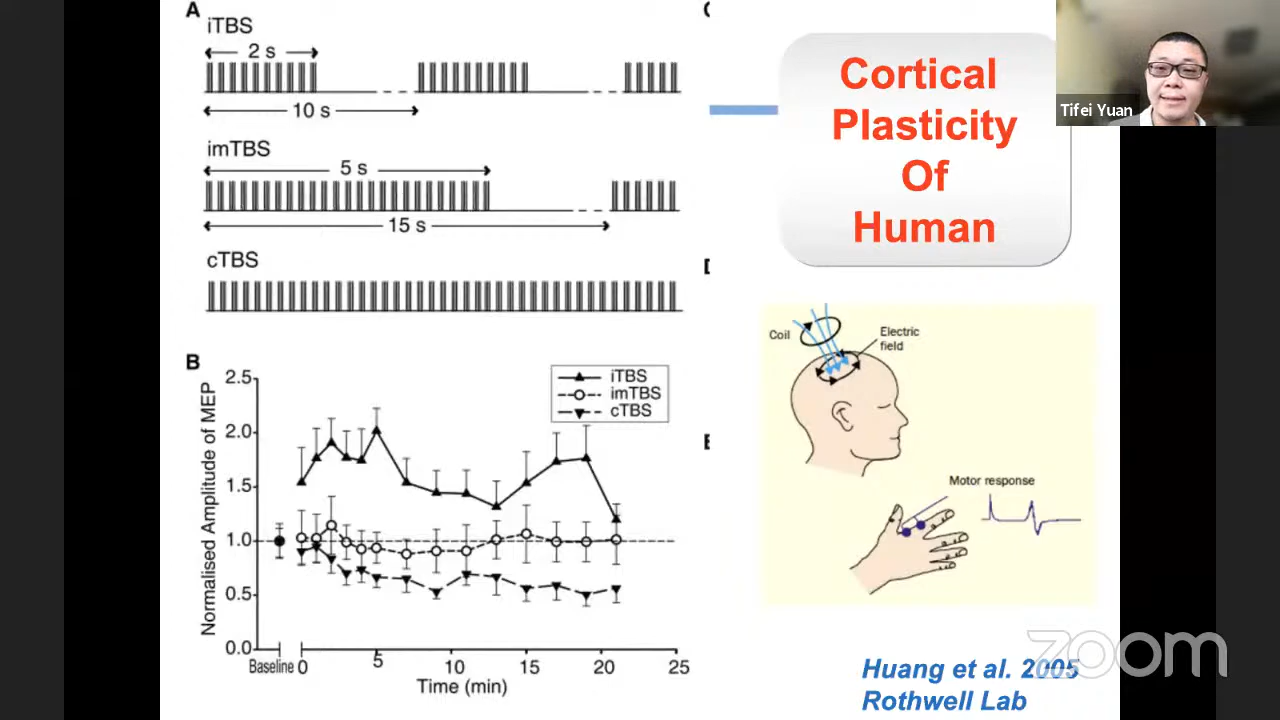 A
iTBS
2 s
10 s
imTBS
5 s
15 s
cTBS
B
2.5
2.0
1.5
1.0
0.5
0.0
Normalised Amplitude of MEP
iTBS
imTBS
cTBS
Baseline
0
5
10
15
20
25
Time (min)
Cortical
Plasticity
Of
Human
Tifei Yuan
Coil
Electric
field
Motor response
Huang et al. 2005
Rothwell Lab
zoom